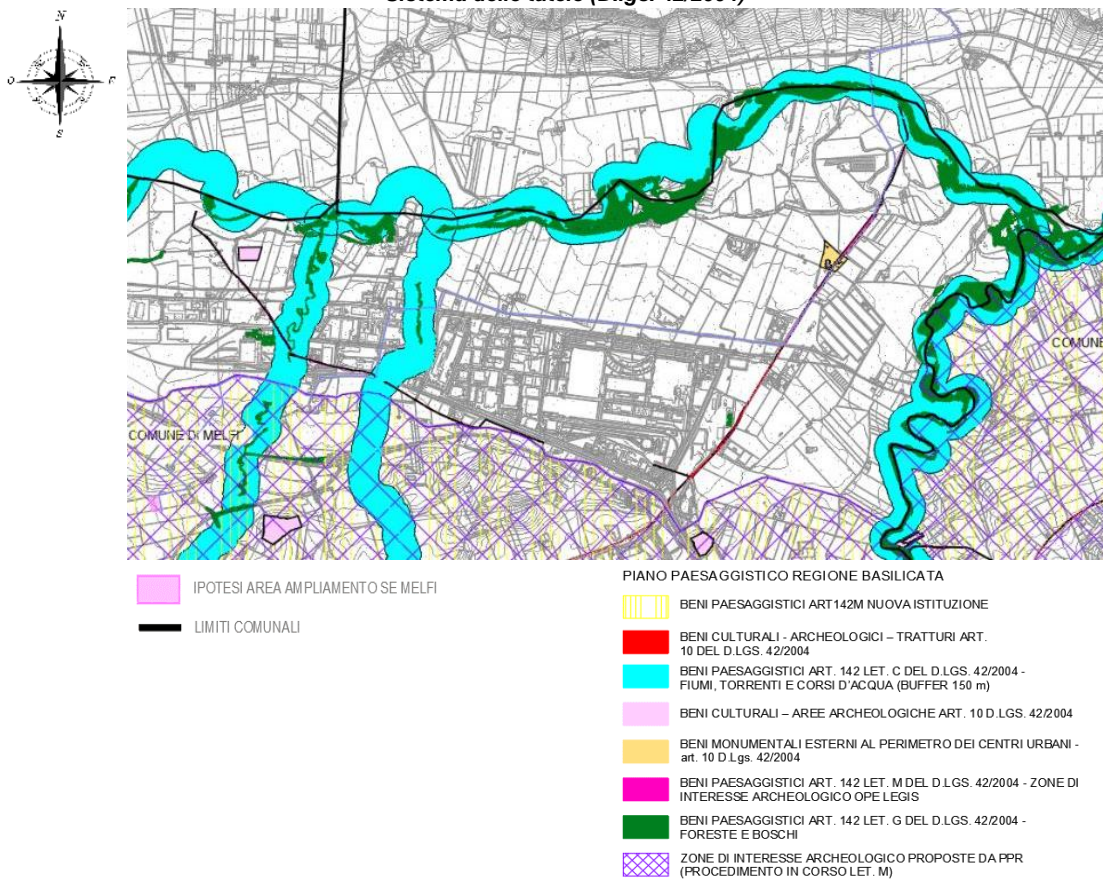 N
O
E
S
COMUNE DI MELFI
COMUNE
IPOTESI AREA AMPLIAMENTO SE MELFI
LIMITI COMUNALI
PIANO PAESAGGISTICO REGIONE BASILICATA
BENI PAESAGGISTICI ART142M NUOVA ISTITUZIONE
BENI CULTURALI - ARCHEOLOGICI – TRATTURI ART.
10 DEL D.LGS. 42/2004
BENI PAESAGGISTICI ART. 142 LET. C DEL D.LGS. 42/2004 -
FIUMI, TORRENTI E CORSI D'ACQUA (BUFFER 150 m)
BENI CULTURALI – AREE ARCHEOLOGICHE ART. 10 D.LGS. 42/2004
BENI MONUMENTALI ESTERNI AL PERIMETRO DEI CENTRI URBANI -
art. 10 D.Lgs. 42/2004
BENI PAESAGGISTICI ART. 142 LET. M DEL D.LGS. 42/2004 - ZONE DI
INTERESSE ARCHEOLOGICO OPE LEGIS
BENI PAESAGGISTICI ART. 142 LET. G DEL D.LGS. 42/2004 -
FORESTE E BOSCHI
ZONE DI INTERESSE ARCHEOLOGICO PROPOSTE DA PPR
(PROCEDIMENTO IN CORSO LET. M)